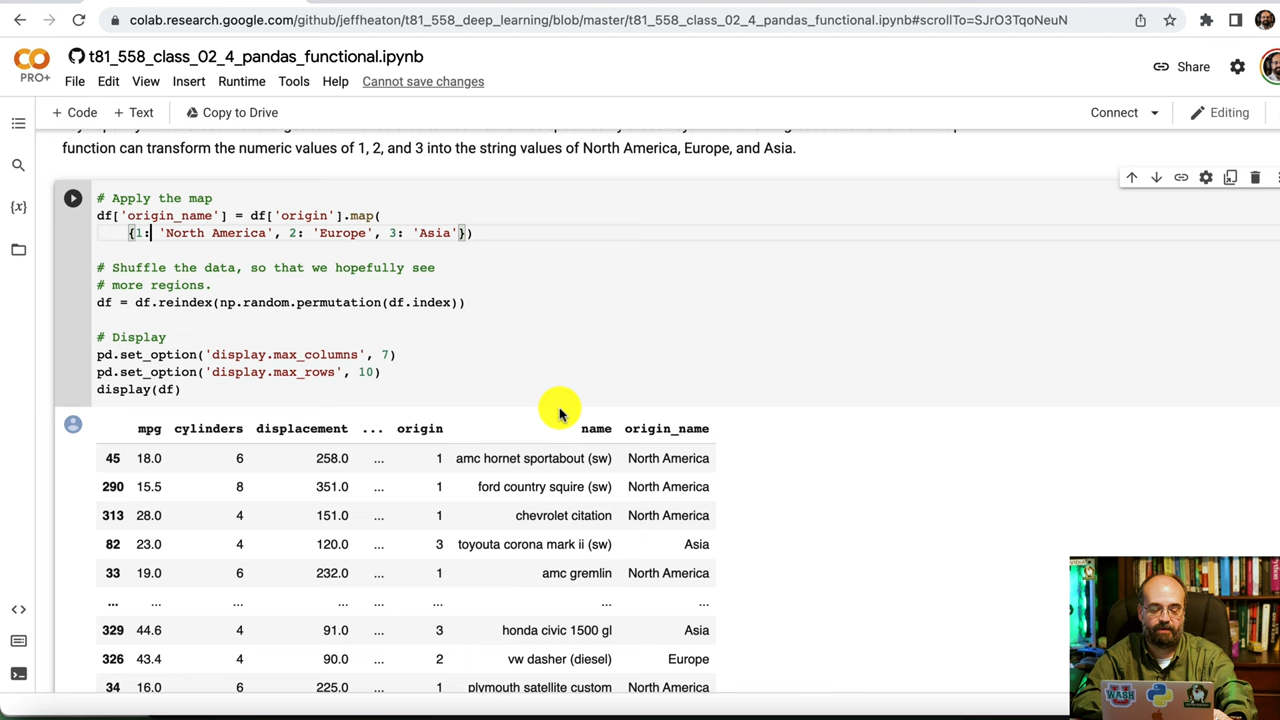 colab.research.google.com/github/jeffheaton/t81_558_deep_learning/blob/master/t81_558_class_02_4_pandas_functional.ipynb#scrollTo=SJrO3TqoNeuN
CO
PRO+
t81_558_class_02_4_pandas_functional.ipynb
File Edit View Insert Runtime Tools Help Cannot save changes
Share
+ Code + Text Copy to Drive
Connect
Editing
function can transform the numeric values of 1, 2, and 3 into the string values of North America, Europe, and Asia.
# Apply the map
df['origin_name'] = df['origin'].map(
{1: 'North America', 2: 'Europe', 3: 'Asia'})
# Shuffle the data, so that we hopefully see
# more regions.
df = df.reindex(np.random.permutation(df.index))
# Display
pd.set_option('display.max_columns', 7)
pd.set_option('display.max_rows', 10)
display(df)
mpg cylinders displacement ... origin name origin_name
45 18.0 6 258.0 ... 1 amc hornet sportabout (sw) North America
290 15.5 8 351.0 ... 1 ford country squire (sw) North America
313 28.0 4 151.0 ... 1 chevrolet citation North America
82 23.0 4 120.0 ... 3 toyouta corona mark ii (sw) Asia
33 19.0 6 232.0 ... 1 amc gremlin North America
... ... ... ... ... ... ... ...
329 44.6 4 91.0 ... 3 honda civic 1500 gl Asia
326 43.4 4 90.0 ... 2 vw dasher (diesel) Europe
34 16.0 6 225.0 ... 1 plymouth satellite custom North America
{x}
<>
WASH